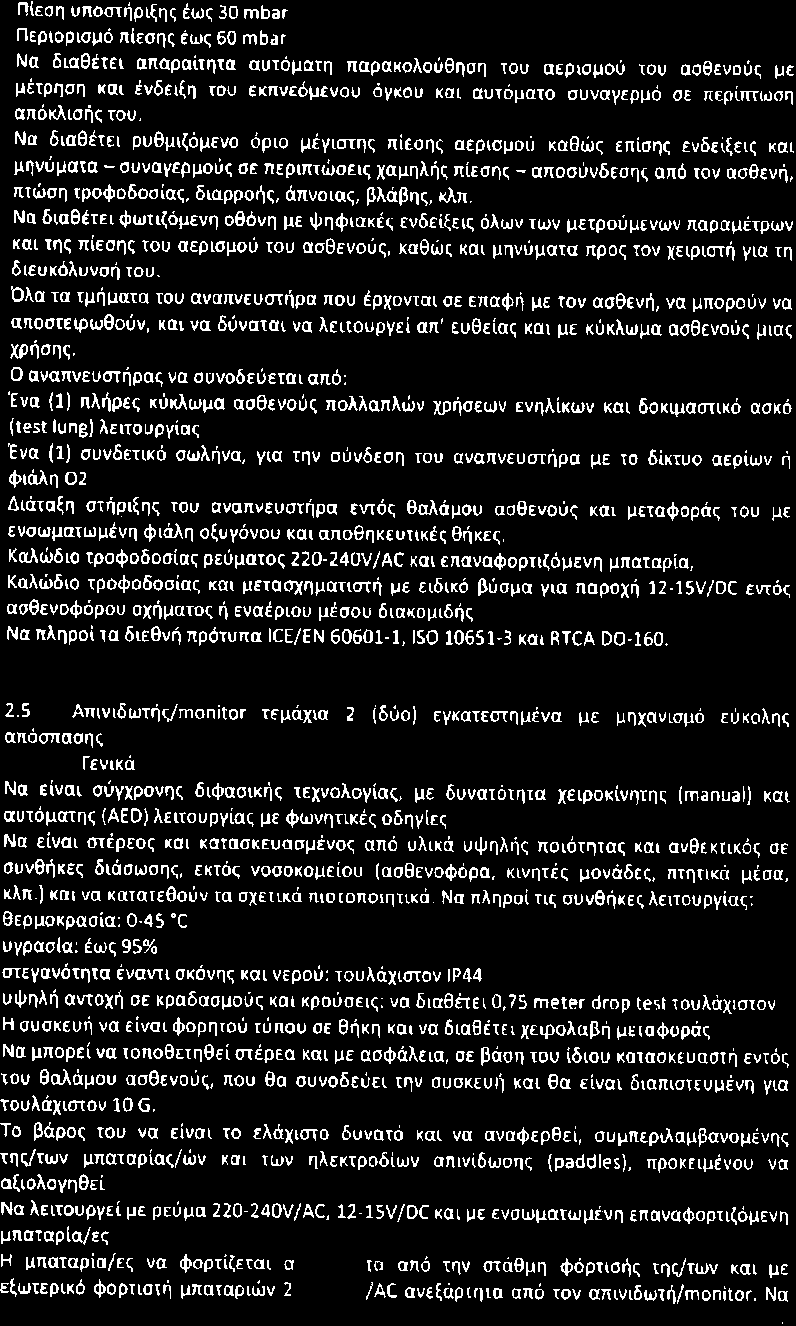 Πίεση υποστήριξης έως 30 mbar
Περιορισμό πίεσης έως 60 mbar
Να διαθέτει απαραίτητα αυτόματη παρακολούθηση του αερισμού του ασθενούς με
μέτρηση και ένδειξη του εκπνεόμενου όγκου και αυτόματο συναγερμό σε περίπτωση
απόκλισής του.
Να διαθέτει ρυθμιζόμενο όριο μέγιστης πίεσης αερισμού καθώς επίσης ενδείξεις και
μηνύματα – συναγερμούς σε περιπτώσεις χαμηλής πίεσης – αποσύνδεσης από τον ασθενή,
πτώση τροφοδοσίας, διαρροής, άπνοιας, βλάβης, κλπ.
Να διαθέτει φωτιζόμενη οθόνη με ψηφιακές ενδείξεις όλων των μετρούμενων παραμέτρων
και της πίεσης του αερισμού του ασθενούς, καθώς και μηνύματα προς τον χειριστή για τη
διευκόλυνσή του.
Όλα τα τμήματα του αναπνευστήρα που έρχονται σε επαφή με τον ασθενή, να μπορούν να
αποστειρωθούν, και να δύναται να λειτουργεί απ' ευθείας και με κύκλωμα ασθενούς μιας
χρήσης.
Ο αναπνευστήρας να συνοδεύεται από:
Ένα (1) πλήρες κύκλωμα ασθενούς πολλαπλών χρήσεων ενηλίκων και δοκιμαστικό ασκό
(test lung) λειτουργίας
Ένα (1) συνδετικό σωλήνα, για την σύνδεση του αναπνευστήρα με το δίκτυο αερίων ή
φιάλη O2
Διάταξη στήριξης του αναπνευστήρα εντός θαλάμου ασθενούς και μεταφοράς του με
ενσωματωμένη φιάλη οξυγόνου και αποθηκευτικές θήκες.
Καλώδιο τροφοδοσίας ρεύματος 220-240V/AC και επαναφορτιζόμενη μπαταρία,
Καλώδιο τροφοδοσίας και μετασχηματιστή με ειδικό βύσμα για παροχή 12-15V/DC εντός
ασθενοφόρου οχήματος ή εναέριου μέσου διακομιδής
Να πληροί τα διεθνή πρότυπα ICE/EN 60601-1, ISO 10651-3 και RTCA DO-160.
2.5 Απινιδωτής/monitor τεμάχια 2 (δύο) εγκατεστημένα με μηχανισμό εύκολης
απόσπασης
Γενικά
Να είναι σύγχρονης διφασικής τεχνολογίας, με δυνατότητα χειροκίνητης (manual) και
αυτόματης (AED) λειτουργίας με φωνητικές οδηγίες
Να είναι στέρεος και κατασκευασμένος από υλικά υψηλής ποιότητας και ανθεκτικός σε
συνθήκες διάσωσης, εκτός νοσοκομείου (ασθενοφόρα, κινητές μονάδες, πτητικά μέσα,
κλπ.) και να κατατεθούν τα σχετικά πιστοποιητικά. Να πληροί τις συνθήκες λειτουργίας:
θερμοκρασία: 0-45 °C
υγρασία: έως 95%
στεγανότητα έναντι σκόνης και νερού: τουλάχιστον IP44
υψηλή αντοχή σε κραδασμούς και κρούσεις: να διαθέτει 0,75 meter drop test τουλάχιστον
Η συσκευή να είναι φορητού τύπου σε θήκη και να διαθέτει χειρολαβή μεταφοράς
Να μπορεί να τοποθετηθεί στέρεα και με ασφάλεια, σε βάση του ίδιου κατασκευαστή εντός
του θαλάμου ασθενούς, που θα συνοδεύει την συσκευή και θα είναι διαπιστευμένη για
τουλάχιστον 10 G.
Το βάρος του να είναι το ελάχιστο δυνατό και να αναφερθεί, συμπεριλαμβανομένης
της/των μπαταρίας/ών και των ηλεκτροδίων απινίδωσης (paddles), προκειμένου να
αξιολογηθεί
Να λειτουργεί με ρεύμα 220-240V/AC, 12-15V/DC και με ενσωματωμένη επαναφορτιζόμενη
μπαταρία/ες
Η μπαταρία/ες να φορτίζεται α τα από την στάθμη φόρτισής της/των και με
εξωτερικό φορτιστή μπαταριών 2 /AC ανεξάρτητα από τον απινιδωτή/monitor. Να